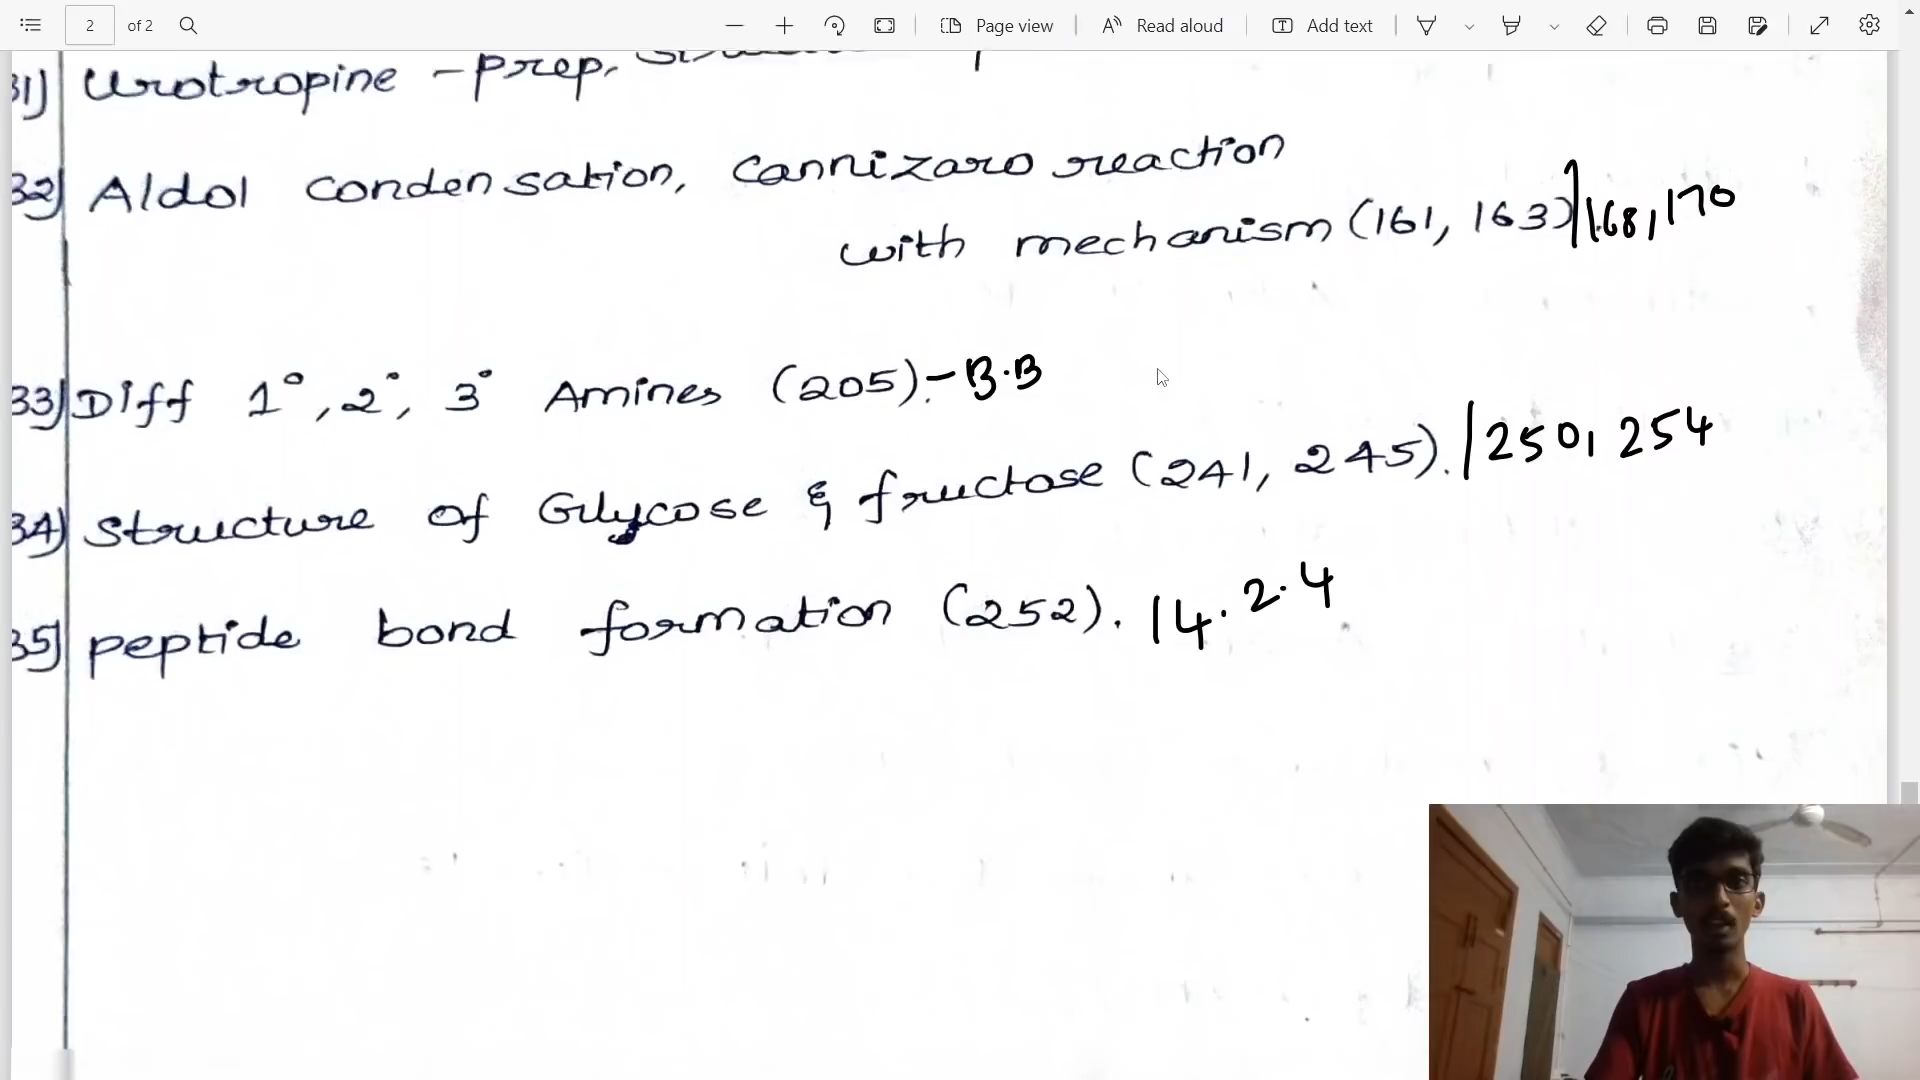 2 of 2 Page view Read aloud Add text
31) Urotropine - prep,
32) Aldol condensation, Cannizaro reaction
with mechanism (161, 163) 168, 170
33) Diff 1°, 2°, 3° Amines (205). - B.B
34) Structure of Glycose & fructose (241, 245). /250, 254
35) peptide bond formation (252). 14.2.4